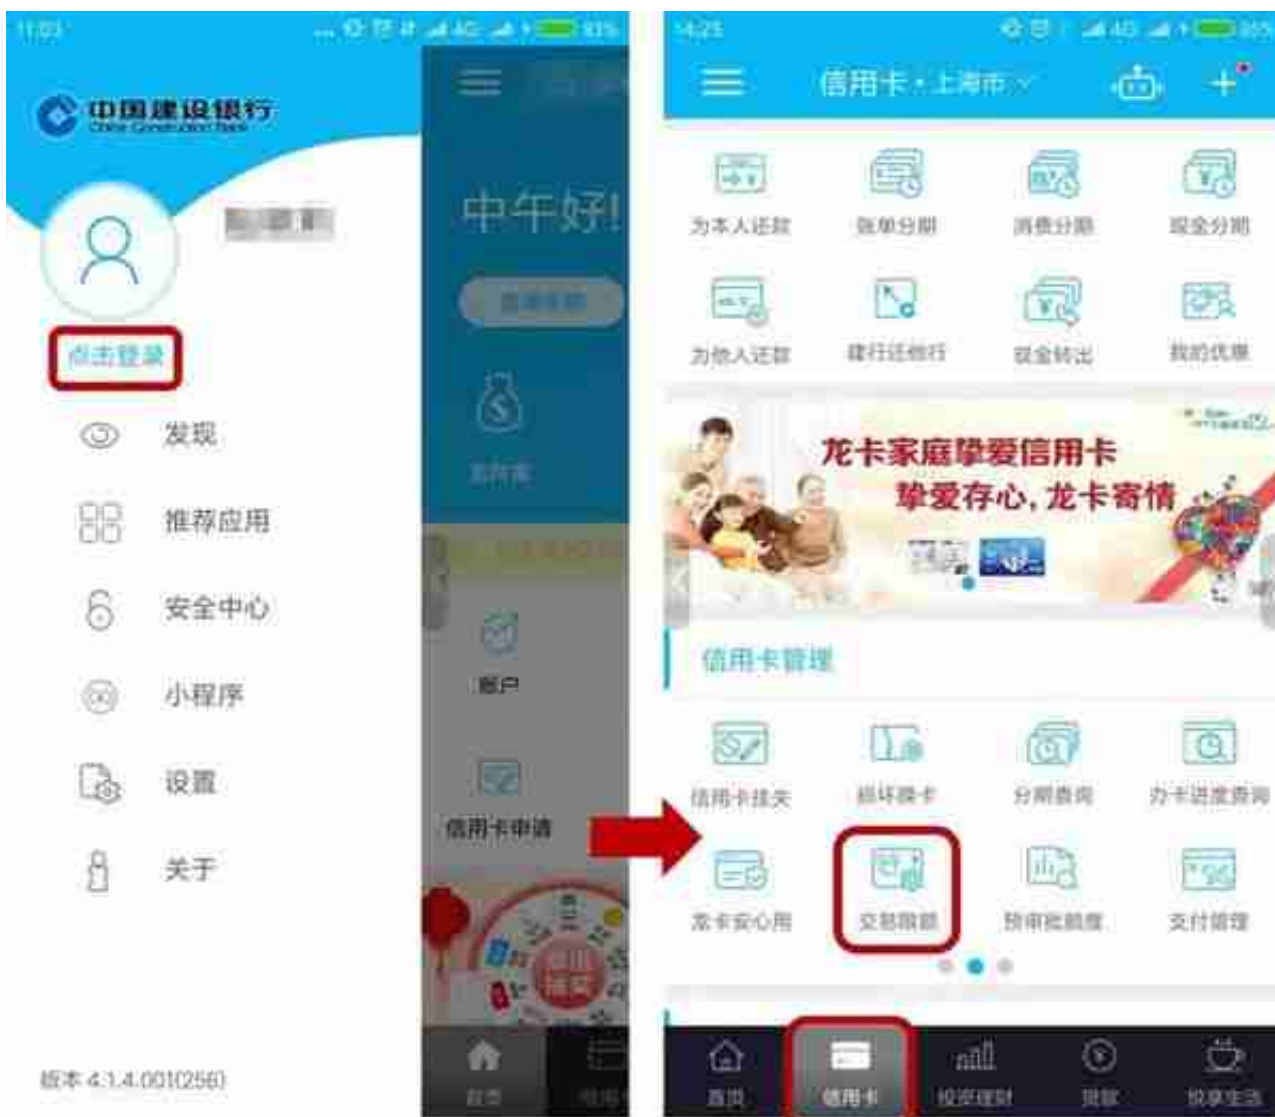 11:03
中国建设银行
China Construction Bank
点击登录
发现
推荐应用
安全中心
小程序
设置
关于
版本 4.1.4.001(256)
中午好!
账户
信用卡申请
首页
14:25
信用卡·上海市
为本人还款
账单分期
消费分期
现金分期
为他人还款
建行还他行
现金转出
我的优惠
龙卡家庭挚爱信用卡
挚爱存心, 龙卡寄情
信用卡管理
信用卡挂失
损坏换卡
分期查询
办卡进度查询
龙卡安心用
交易限额
预审批额度
支付管理
首页
信用卡
投资理财
贷款
悦享生活